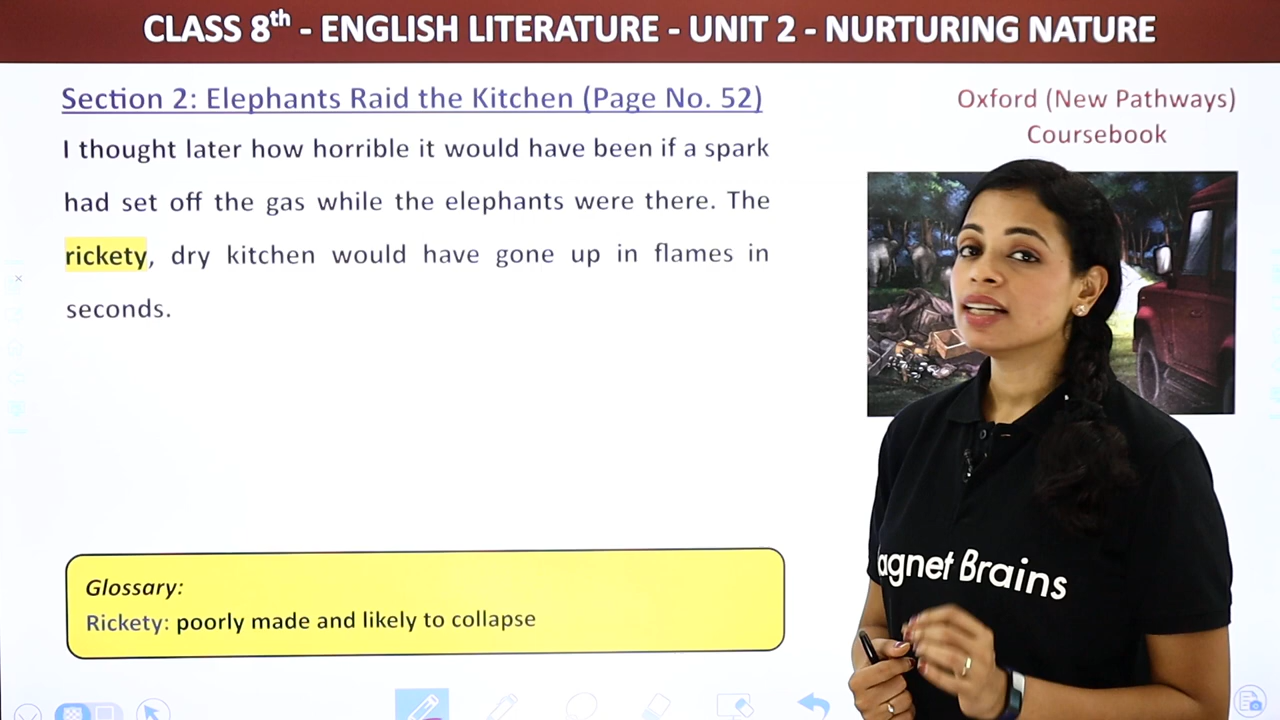 CLASS 8th - ENGLISH LITERATURE - UNIT 2 - NURTURING NATURE
Section 2: Elephants Raid the Kitchen (Page No. 52)
Oxford (New Pathways)
Coursebook
I thought later how horrible it would have been if a spark
had set off the gas while the elephants were there. The
rickety, dry kitchen would have gone up in flames in
seconds.
agnet Brains
Glossary:
Rickety: poorly made and likely to collapse